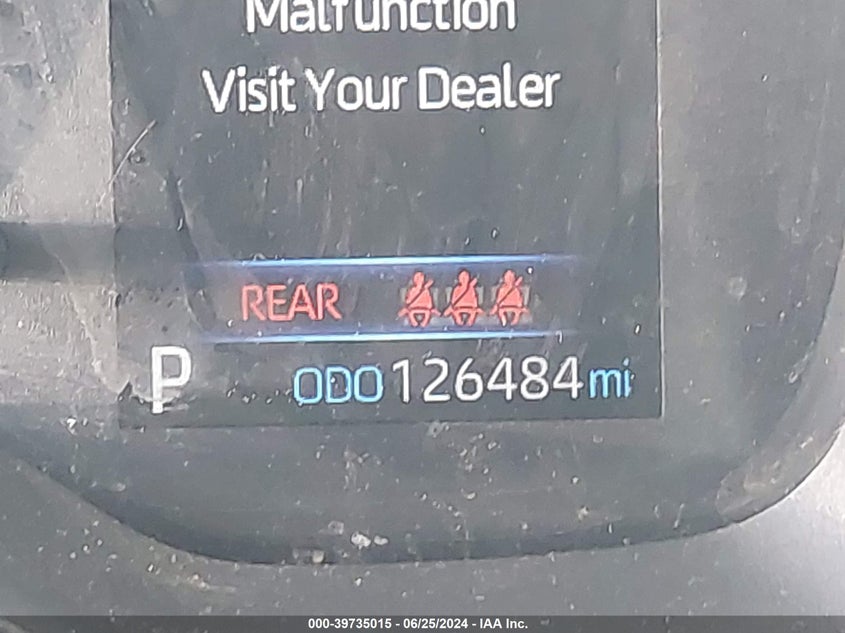 Malfunction
Visit Your Dealer
REAR
P ODO 126484 mi
000-39735015 - 06/25/2024 - IAA Inc.